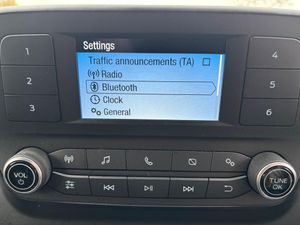 Settings
Traffic announcements (TA)
Radio
Bluetooth
Clock
General
1
2
3
4
5
6
VOL
TUNE
OK